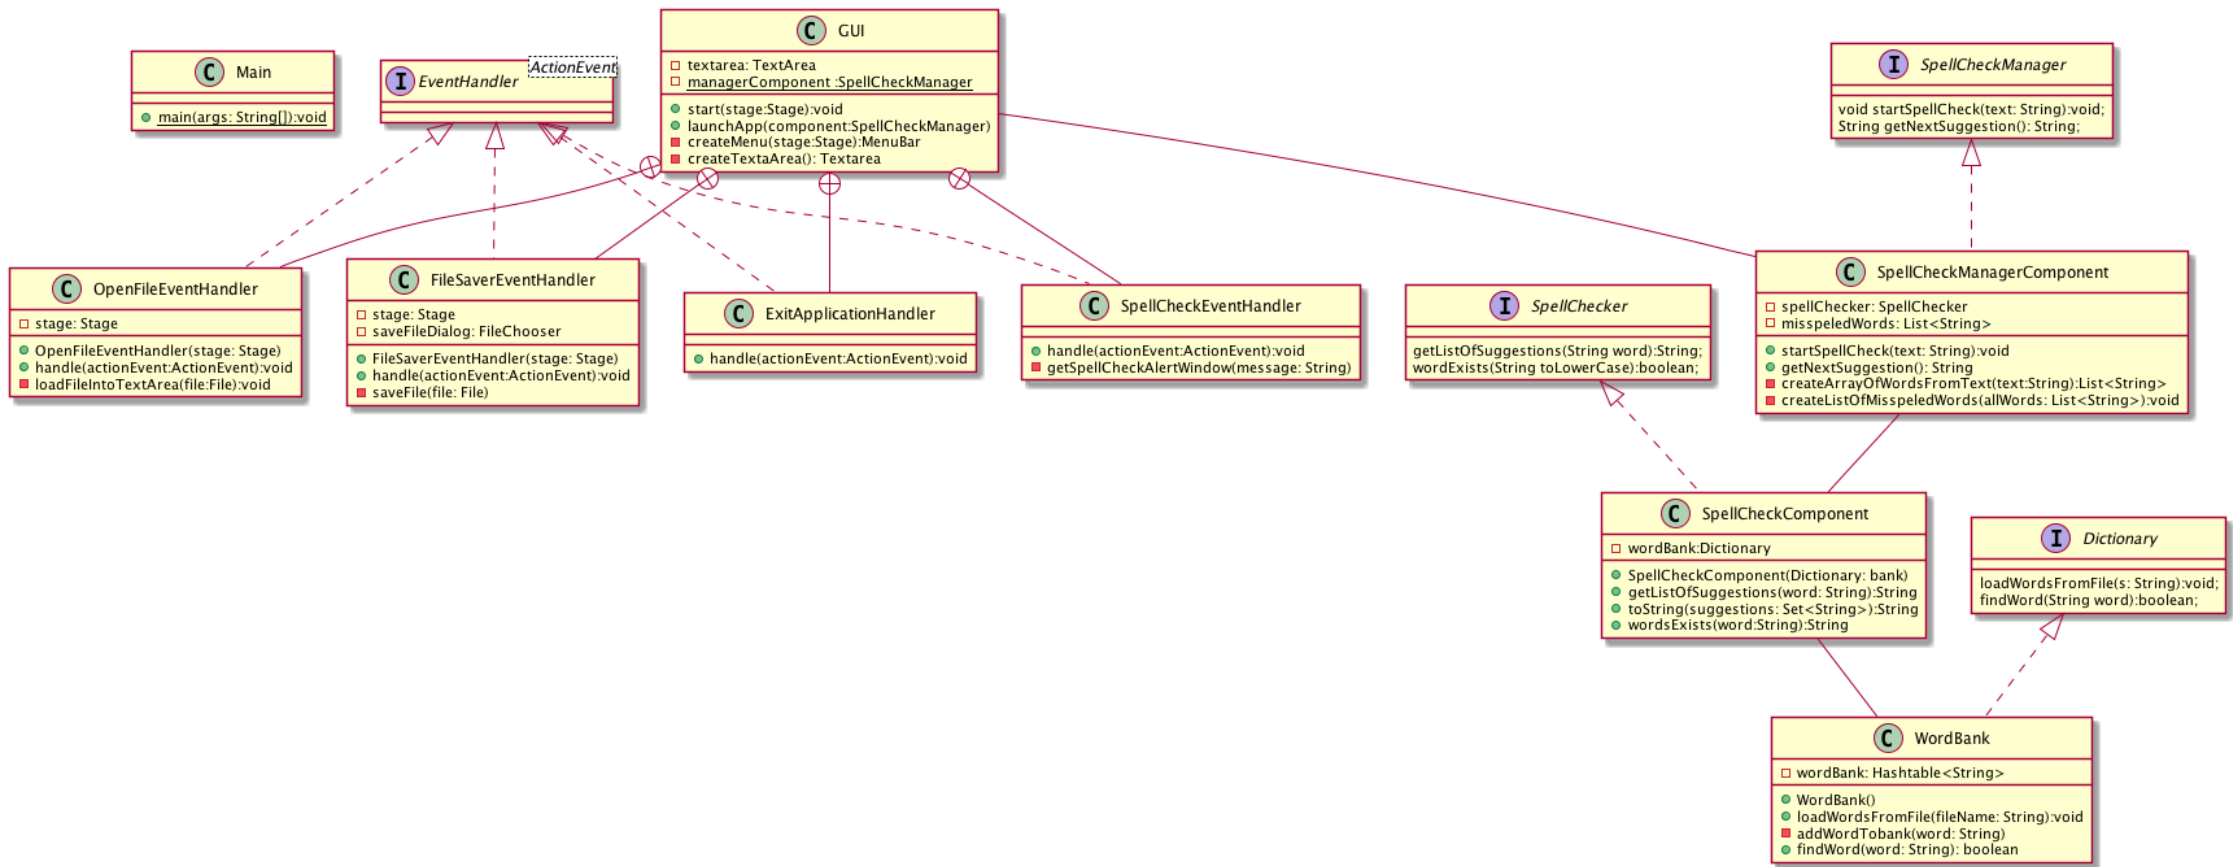 C Main
main(args: String[]):void
I EventHandler
ActionEvent
C GUI
textarea: TextArea
managerComponent :SpellCheckManager
start(stage:Stage):void
launchApp(component:SpellCheckManager)
createMenu(stage:Stage):MenuBar
createTextaArea(): Textarea
I SpellCheckManager
void startSpellCheck(text: String):void;
String getNextSuggestion(): String;
C OpenFileEventHandler
stage: Stage
OpenFileEventHandler(stage: Stage)
handle(actionEvent:ActionEvent):void
loadFileIntoTextArea(file:File):void
C FileSaverEventHandler
stage: Stage
saveFileDialog: FileChooser
FileSaverEventHandler(stage: Stage)
handle(actionEvent:ActionEvent):void
saveFile(file: File)
C ExitApplicationHandler
handle(actionEvent:ActionEvent):void
C SpellCheckEventHandler
handle(actionEvent:ActionEvent):void
getSpellCheckAlertWindow(message: String)
I SpellChecker
getListOfSuggestions(String word):String;
wordExists(String toLowerCase):boolean;
C SpellCheckManagerComponent
spellChecker: SpellChecker
misspeledWords: List<String>
startSpellCheck(text: String):void
getNextSuggestion(): String
createArrayOfWordsFromText(text:String):List<String>
createListOfMisspeledWords(allWords: List<String>):void
C SpellCheckComponent
wordBank:Dictionary
SpellCheckComponent(Dictionary: bank)
getListOfSuggestions(word: String):String
toString(suggestions: Set<String>):String
wordsExists(word:String):String
I Dictionary
loadWordsFromFile(s: String):void;
findWord(String word):boolean;
C WordBank
wordBank: Hashtable<String>
WordBank()
loadWordsFromFile(fileName: String):void
addWordTobank(word: String)
findWord(word: String): boolean